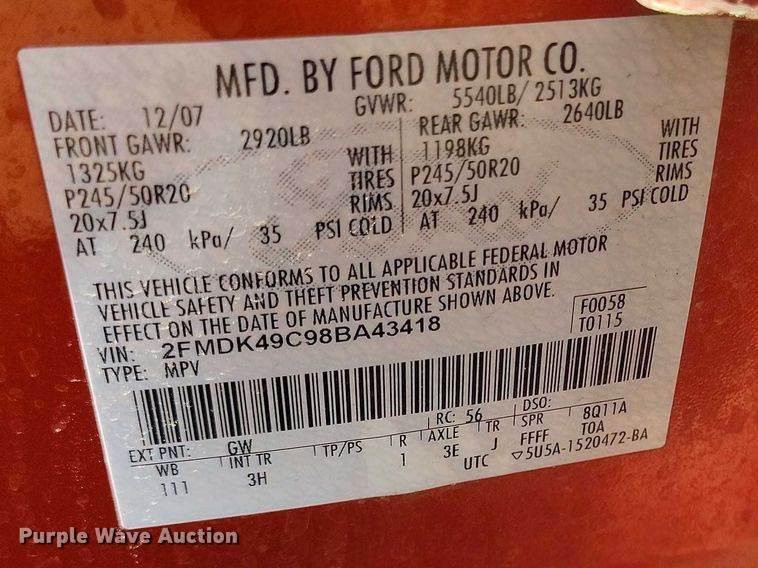 MFD. BY FORD MOTOR CO.
DATE: 12/07 GVWR: 5540LB/ 2513KG
FRONT GAWR: 2920LB REAR GAWR: 2640LB
1325KG WITH 1198KG WITH
P245/50R20 TIRES P245/50R20 TIRES
20x7.5J RIMS 20x7.5J RIMS
AT 240 kPa/ 35 PSI COLD AT 240 kPa/ 35 PSI COLD
THIS VEHICLE CONFORMS TO ALL APPLICABLE FEDERAL MOTOR
VEHICLE SAFETY AND THEFT PREVENTION STANDARDS IN
EFFECT ON THE DATE OF MANUFACTURE SHOWN ABOVE.
VIN: 2FMDK49C98BA43418 F0058
TYPE: MPV T0115
EXT PNT: GW RC: 56 DSO:
WB INT TR TP/PS R AXLE TR SPR 8Q11A
111 3H 1 3E J FFFF TOA
UTC ▽5U5A-1520472-BA
Purple Wave Auction